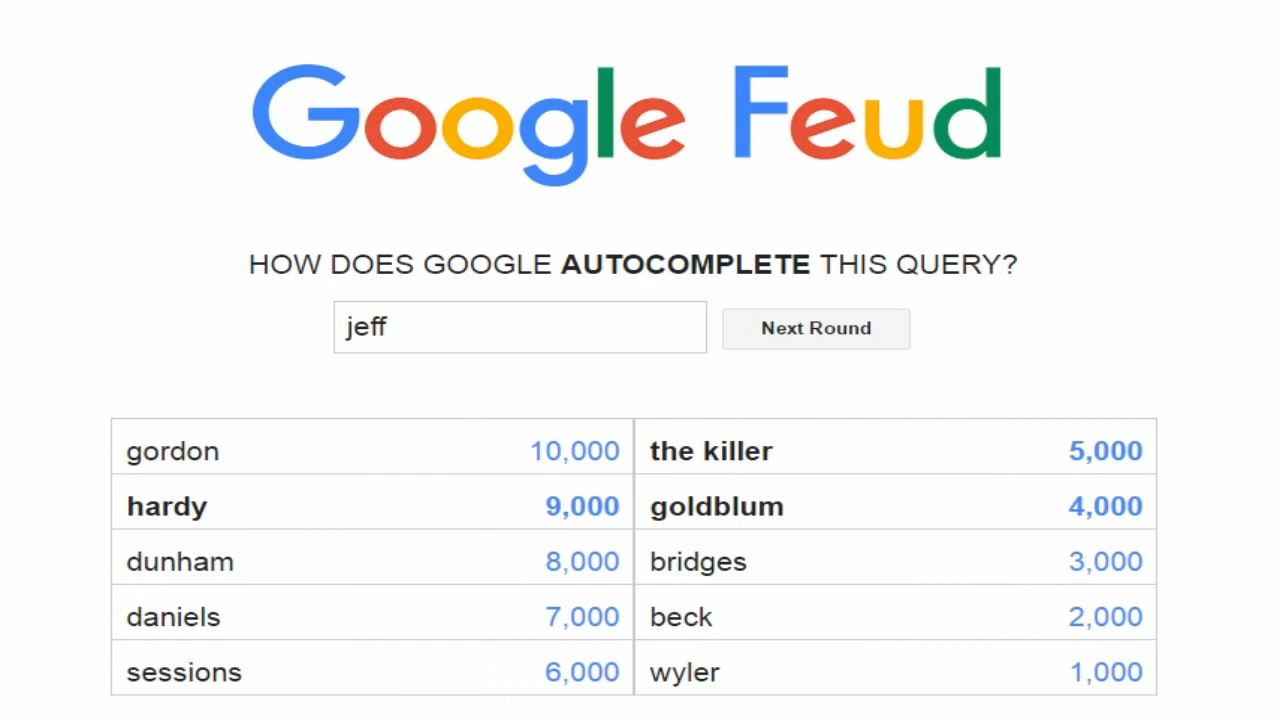 Google Feud
HOW DOES GOOGLE AUTOCOMPLETE THIS QUERY?
jeff
Next Round
gordon 10,000
the killer 5,000
hardy 9,000
goldblum 4,000
dunham 8,000
bridges 3,000
daniels 7,000
beck 2,000
sessions 6,000
wyler 1,000